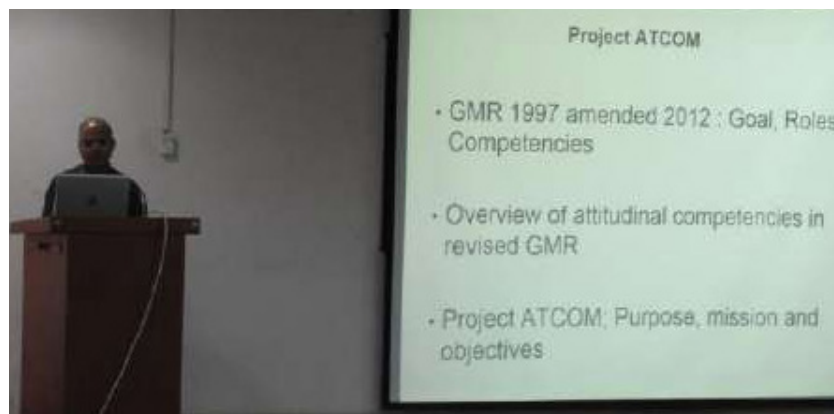 Project ATCOM
• GMR 1997 amended 2012 : Goal, Roles
Competencies
• Overview of attitudinal competencies in
revised GMR
• Project ATCOM; Purpose, mission and
objectives